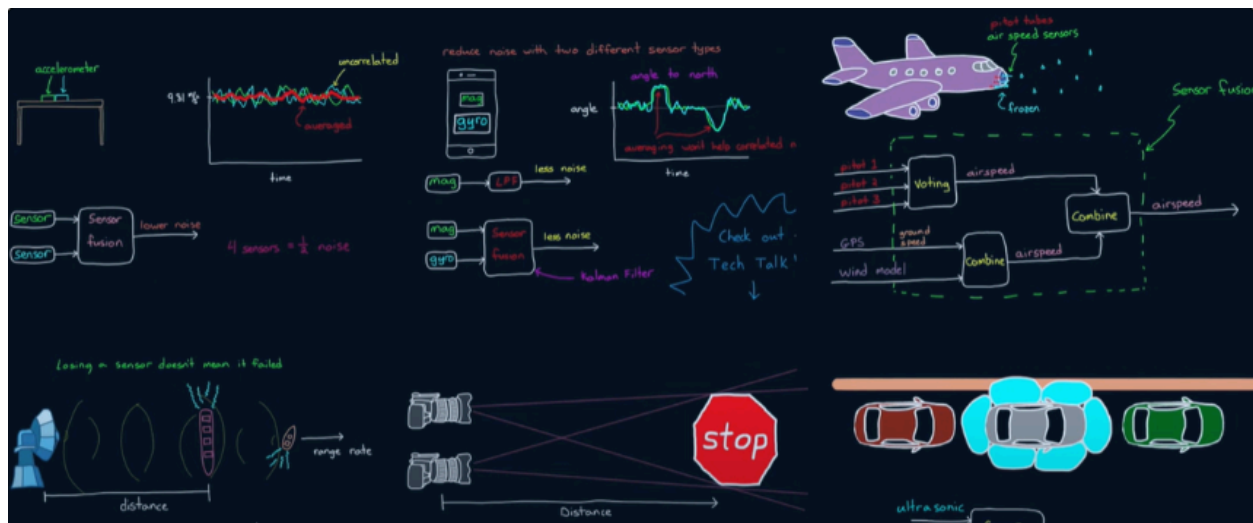 accelerometer
uncorrelated
9.81 m/s²
averaged
time
sensor
sensor
Sensor
fusion
lower noise
4 sensors = ½ noise
reduce noise with two different sensor types
mag
gyro
angle to north
angle
averaging won't help correlated n
time
mag
LPF
less noise
mag
gyro
Sensor
fusion
less noise
Kalman Filter
Check out
Tech Talk
pitot tubes
air speed sensors
frozen
Sensor fusion
pitot 1
pitot 2
pitot 3
Voting
airspeed
Combine
airspeed
GPS
ground
speed
Wind model
Combine
airspeed
Losing a sensor doesn't mean it failed
range rate
distance
stop
Distance
ultrasonic